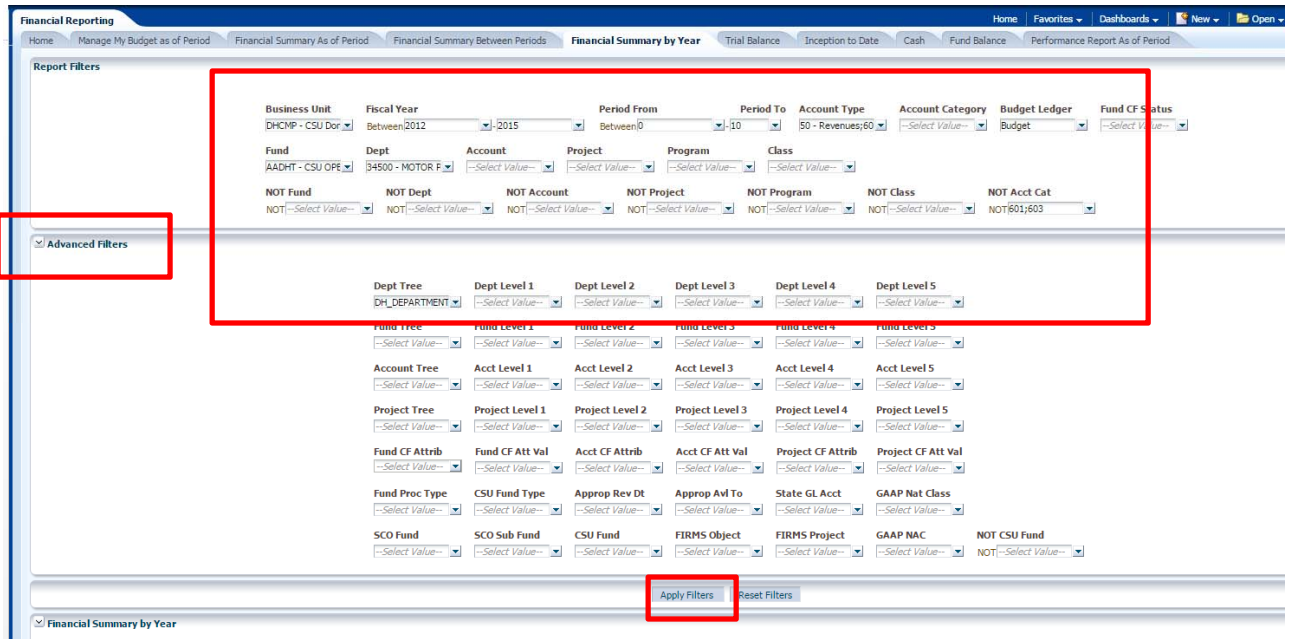 Financial Reporting Home Favorites Dashboards New Open
Home Manage My Budget as of Period Financial Summary As of Period Financial Summary Between Periods Financial Summary by Year Trial Balance Inception to Date Cash Fund Balance Performance Report As of Period
Report Filters
Business Unit Fiscal Year Period From Period To Account Type Account Category Budget Ledger Fund CF Status
DHCMP - CSU Dor Between 2012 - 2015 Between 0 - 10 50 - Revenues;60 --Select Value-- Budget --Select Value--
Fund Dept Account Project Program Class
AADHT - CSU OPE 34500 - MOTOR P --Select Value-- --Select Value-- --Select Value-- --Select Value--
NOT Fund NOT Dept NOT Account NOT Project NOT Program NOT Class NOT Acct Cat
NOT --Select Value-- NOT --Select Value-- NOT --Select Value-- NOT --Select Value-- NOT --Select Value-- NOT --Select Value-- NOT 601;603
Advanced Filters
Dept Tree Dept Level 1 Dept Level 2 Dept Level 3 Dept Level 4 Dept Level 5
DH_DEPARTMENT --Select Value-- --Select Value-- --Select Value-- --Select Value-- --Select Value--
Fund Tree Fund Level 1 Fund Level 2 Fund Level 3 Fund Level 4 Fund Level 5
--Select Value-- --Select Value-- --Select Value-- --Select Value-- --Select Value-- --Select Value--
Account Tree Acct Level 1 Acct Level 2 Acct Level 3 Acct Level 4 Acct Level 5
--Select Value-- --Select Value-- --Select Value-- --Select Value-- --Select Value-- --Select Value--
Project Tree Project Level 1 Project Level 2 Project Level 3 Project Level 4 Project Level 5
--Select Value-- --Select Value-- --Select Value-- --Select Value-- --Select Value-- --Select Value--
Fund CF Attrib Fund CF Att Val Acct CF Attrib Acct CF Att Val Project CF Attrib Project CF Att Val
--Select Value-- --Select Value-- --Select Value-- --Select Value-- --Select Value-- --Select Value--
Fund Proc Type CSU Fund Type Approp Rev Dt Approp Avl To State GL Acct GAAP Nat Class
--Select Value-- --Select Value-- --Select Value-- --Select Value-- --Select Value-- --Select Value--
SCO Fund SCO Sub Fund CSU Fund FIRMS Object FIRMS Project GAAP NAC NOT CSU Fund
--Select Value-- --Select Value-- --Select Value-- --Select Value-- --Select Value-- --Select Value-- NOT --Select Value--
Apply Filters Reset Filters
Financial Summary by Year